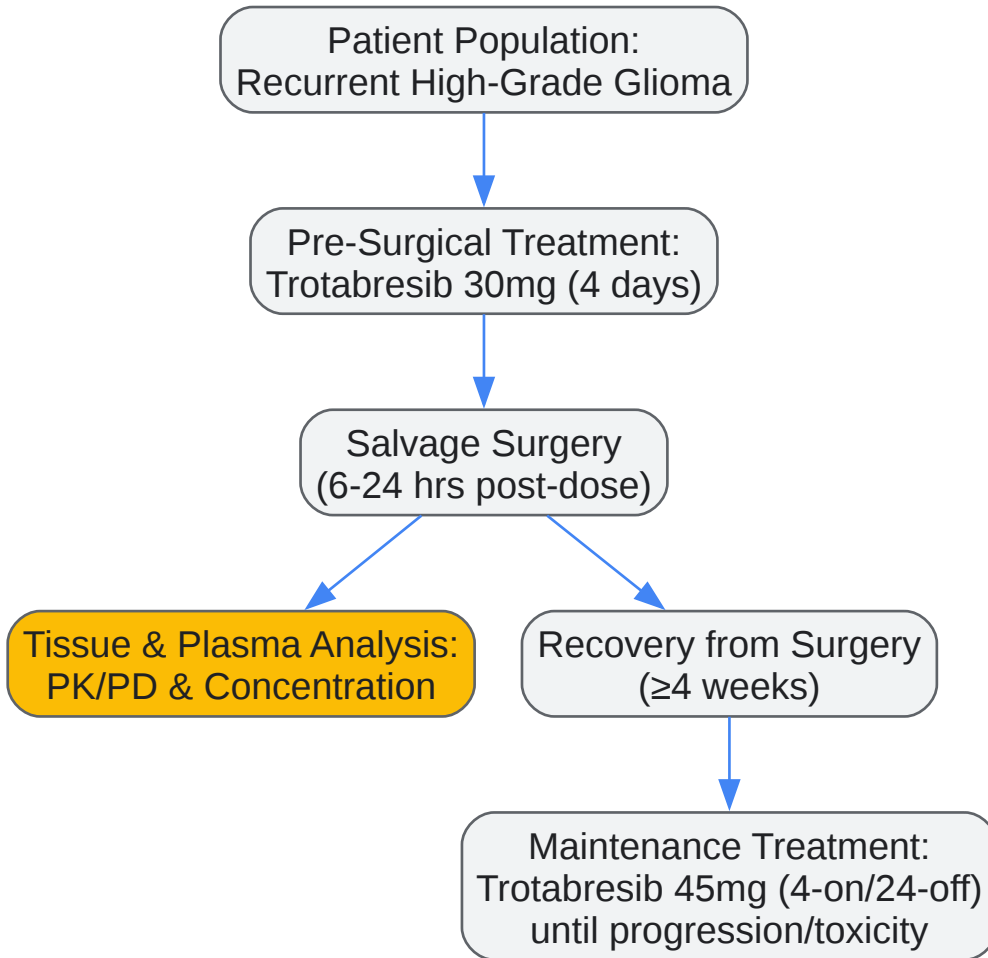 Patient Population:
Recurrent High-Grade Glioma
Pre-Surgical Treatment:
Trotabresib 30mg (4 days)
Salvage Surgery
(6-24 hrs post-dose)
Tissue & Plasma Analysis:
PK/PD & Concentration
Recovery from Surgery
(≥4 weeks)
Maintenance Treatment:
Trotabresib 45mg (4-on/24-off)
until progression/toxicity